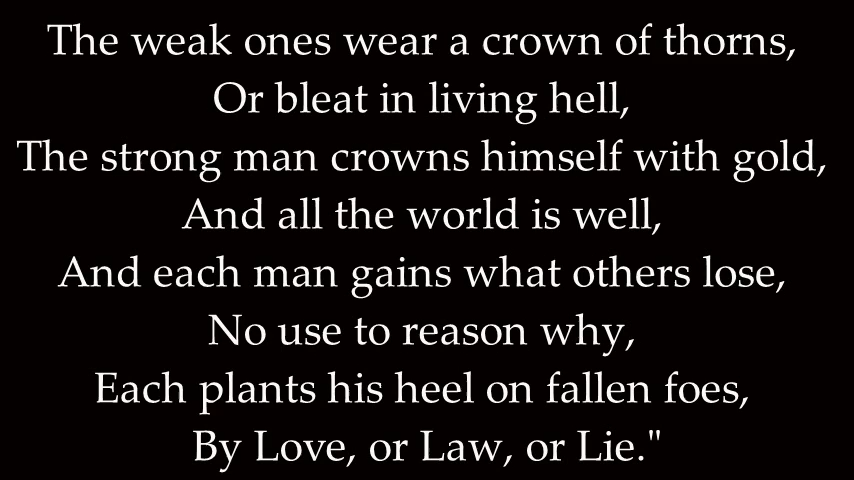 The weak ones wear a crown of thorns,
Or bleat in living hell,
The strong man crowns himself with gold,
And all the world is well,
And each man gains what others lose,
No use to reason why,
Each plants his heel on fallen foes,
By Love, or Law, or Lie."